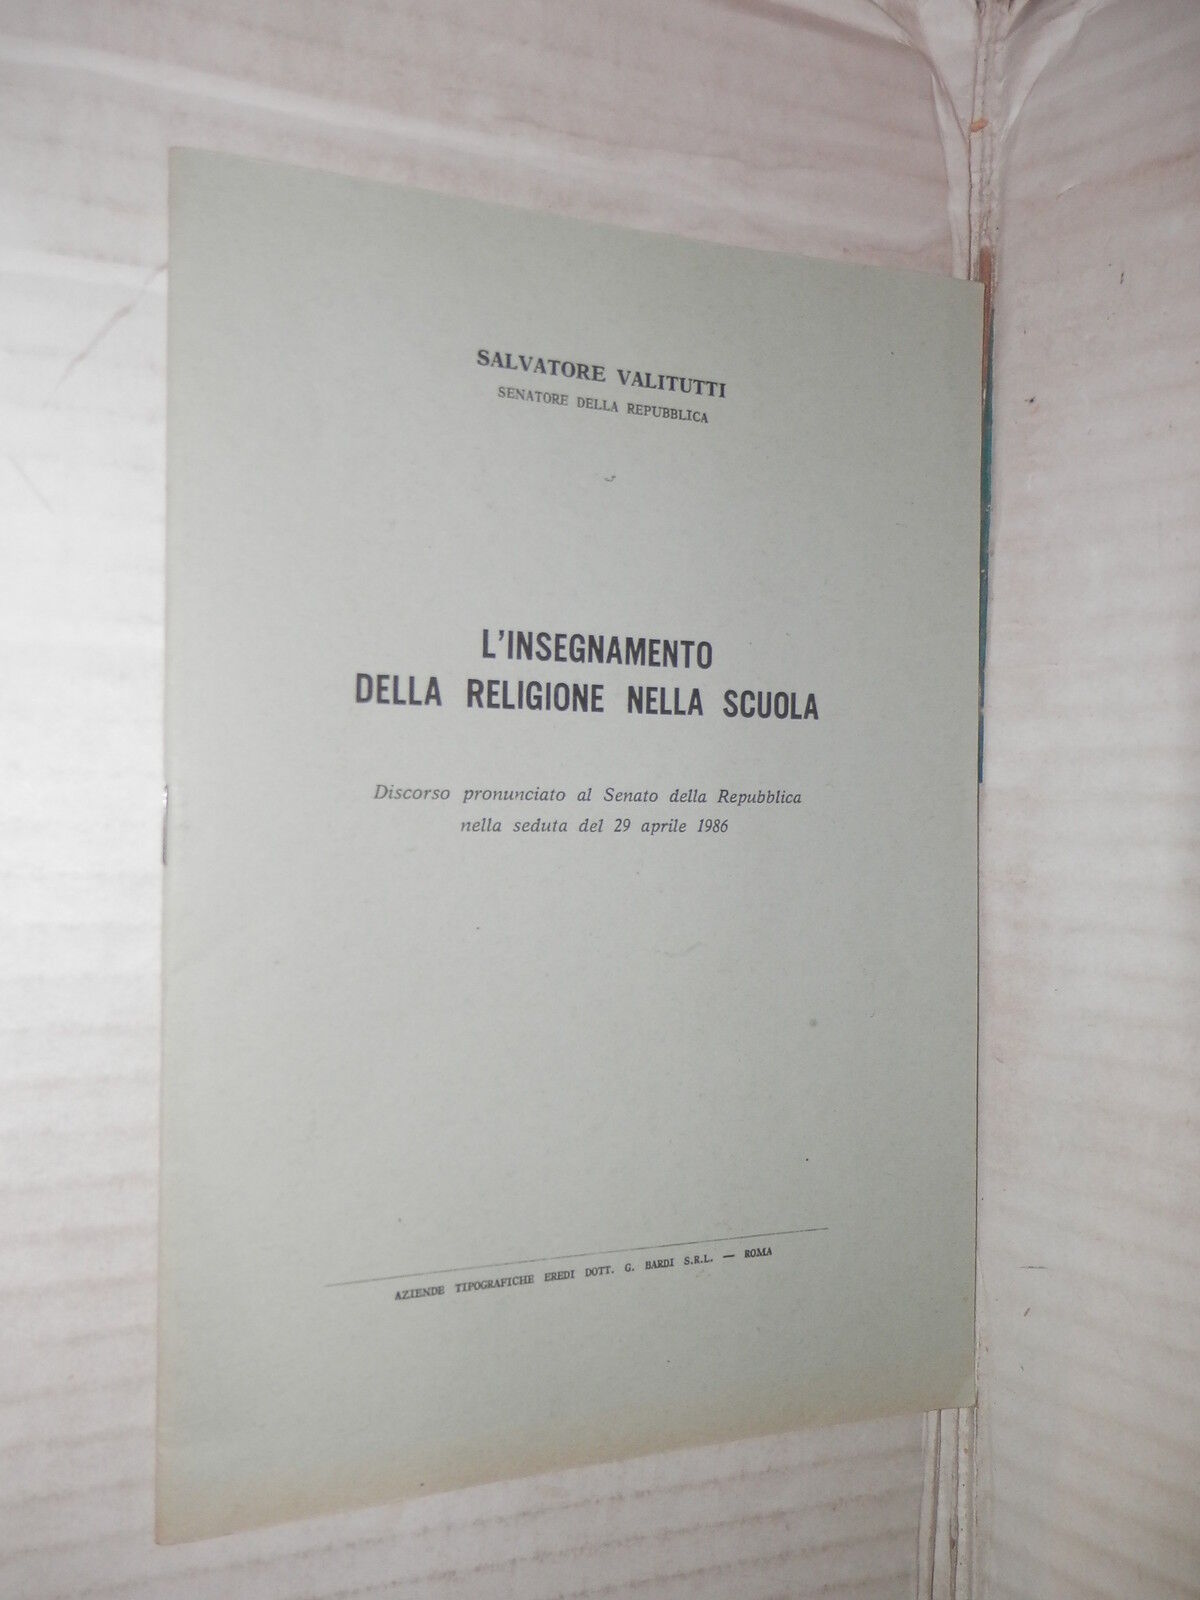 SALVATORE VALITUTTI
SENATORE DELLA REPUBBLICA
L'INSEGNAMENTO
DELLA RELIGIONE NELLA SCUOLA
Discorso pronunciato al Senato della Repubblica
nella seduta del 29 aprile 1986
AZIENDE TIPOGRAFICHE EREDI DOTT. G. BARDI S.R.L. — ROMA